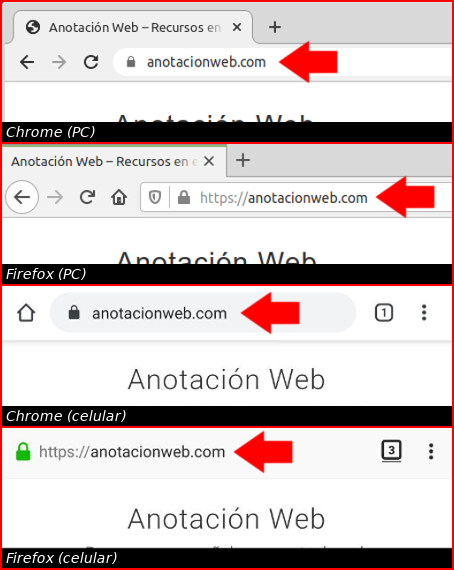 Anotación Web – Recursos en
anotacionweb.com
Anotación Web
Chrome (PC)
Anotación Web – Recursos en e
https://anotacionweb.com
Anotación Web
Firefox (PC)
anotacionweb.com
1
Anotación Web
Chrome (celular)
https://anotacionweb.com
3
Anotación Web
Firefox (celular)